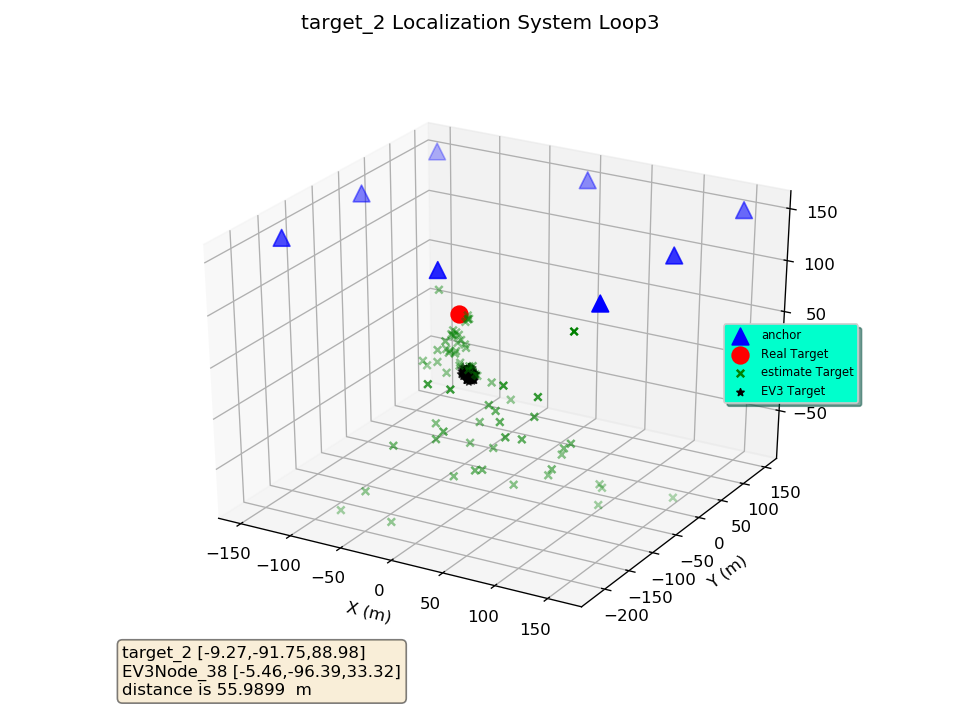 target_2 Localization System Loop3
150
100
50
−50
anchor
Real Target
estimate Target
EV3 Target
−150
−100
−50
0
50
100
150
X (m)
−200
−150
−100
−50
0
50
100
150
Y (m)
target_2 [-9.27,-91.75,88.98]
EV3Node_38 [-5.46,-96.39,33.32]
distance is 55.9899  m